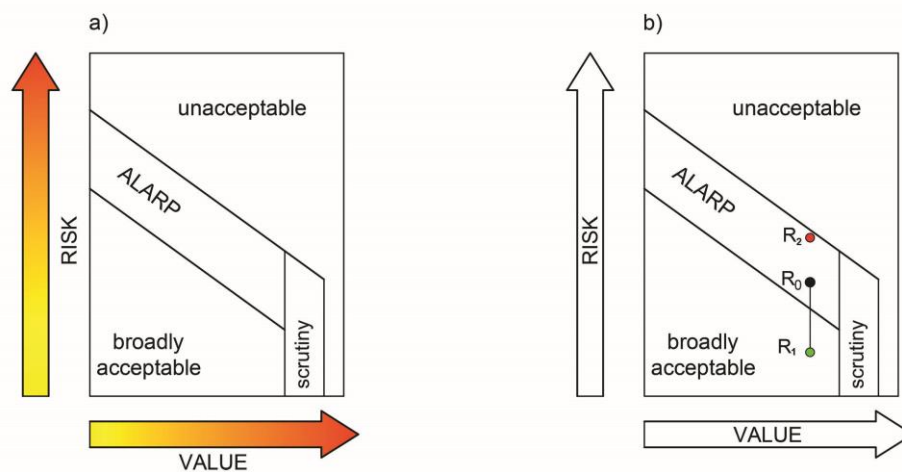 a)
RISK
unacceptable
ALARP
broadly
acceptable
scrutiny
VALUE
b)
RISK
unacceptable
ALARP
R₂
R₀
R₁
broadly
acceptable
scrutiny
VALUE